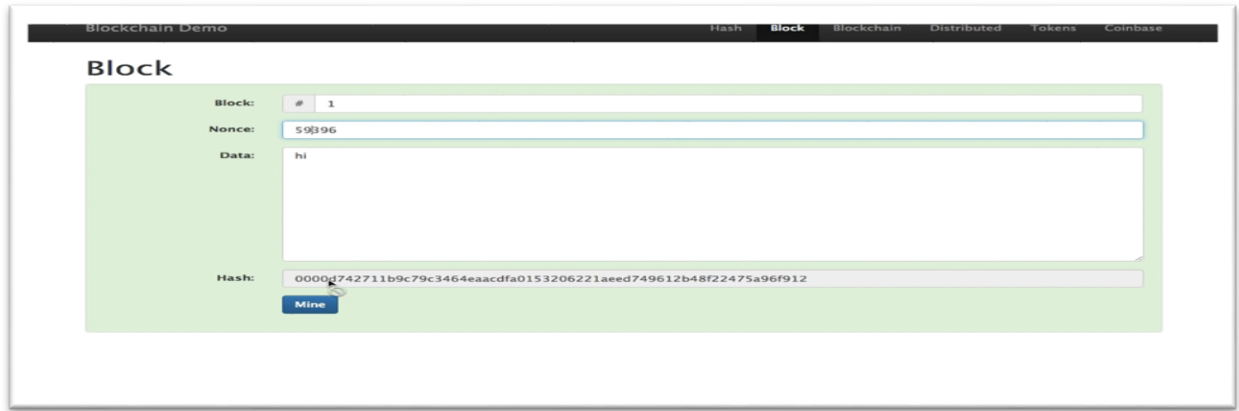 Blockchain Demo Hash Block Blockchain Distributed Tokens Coinbase
Block
Block: # 1
Nonce: 59396
Data: hi
Hash: 0000d742711b9c79c3464eaacdfa0153206221aeed749612b48f22475a96f912
Mine